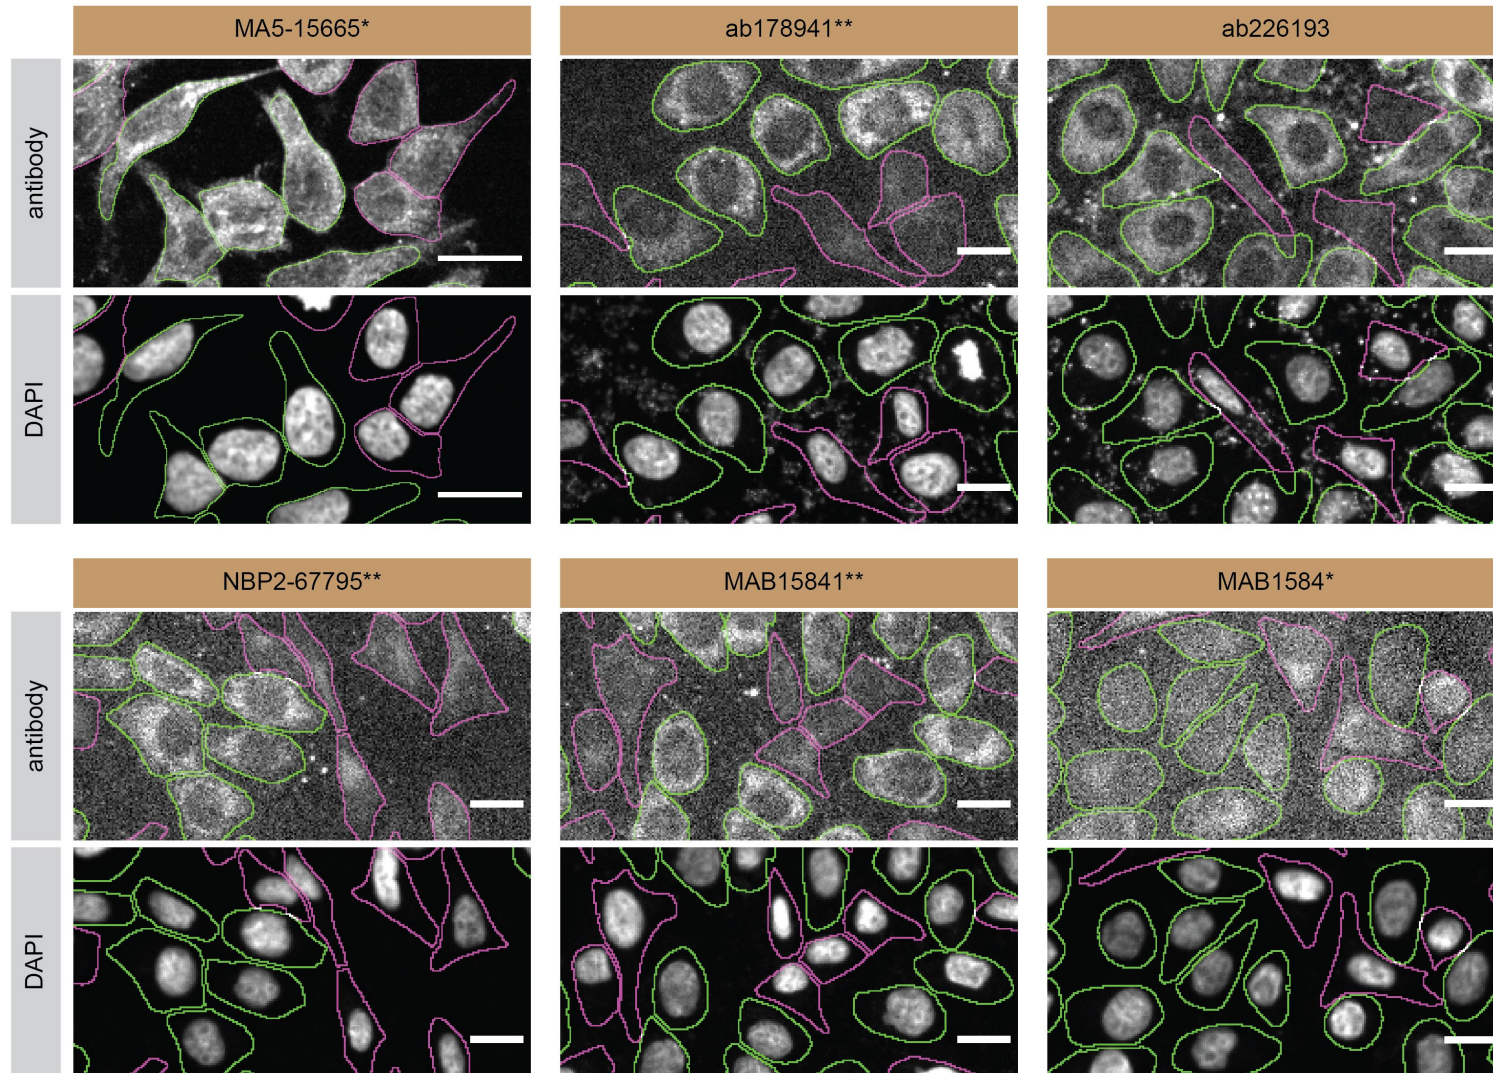 MA5-15665*
ab178941**
ab226193
antibody
DAPI
NBP2-67795**
MAB15841**
MAB1584*
antibody
DAPI